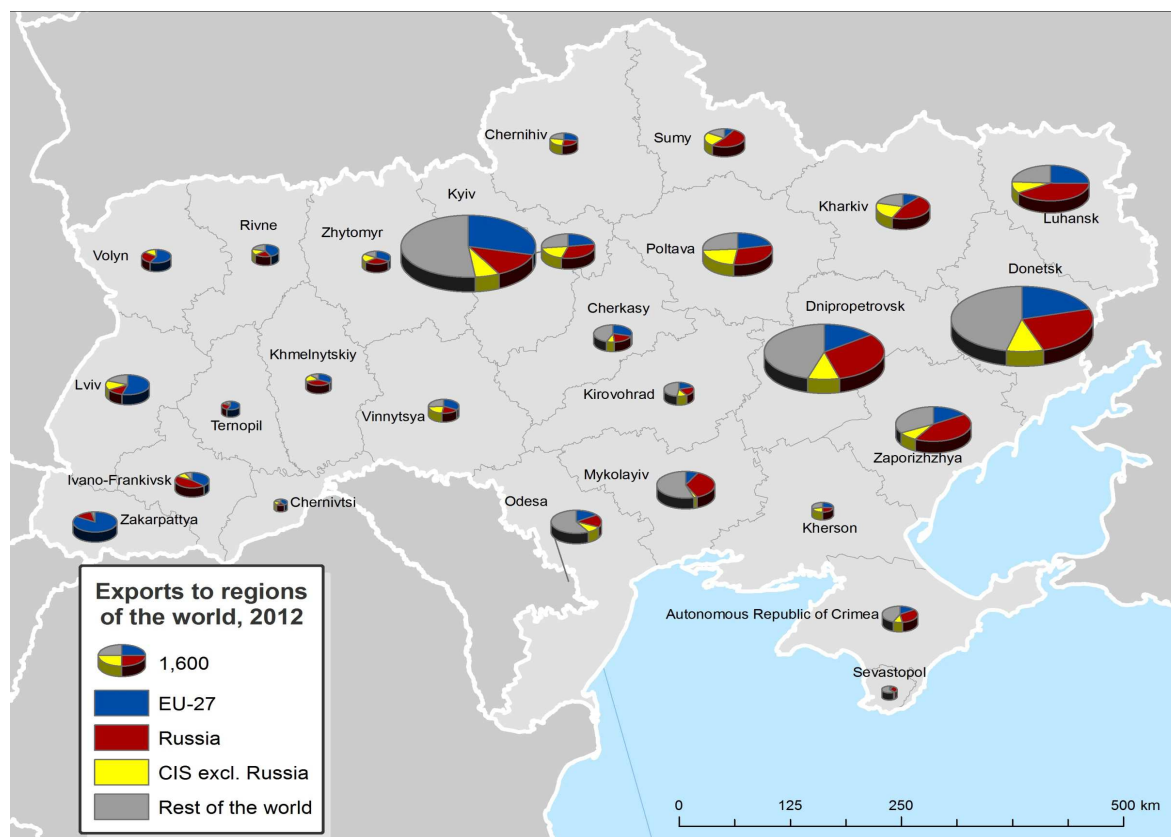 Chernihiv
Sumy
Kyiv
Kharkiv
Luhansk
Rivne
Volyn
Zhytomyr
Poltava
Donetsk
Cherkasy
Dnipropetrovsk
Khmelnytskiy
Lviv
Ternopil
Vinnytsya
Kirovohrad
Zaporizhzhya
Ivano-Frankivsk
Mykolayiv
Odesa
Chernivtsi
Zakarpattya
Kherson
Exports to regions
of the world, 2012
1,600
EU-27
Russia
CIS excl. Russia
Rest of the world
Autonomous Republic of Crimea
Sevastopol
0 125 250 500 km